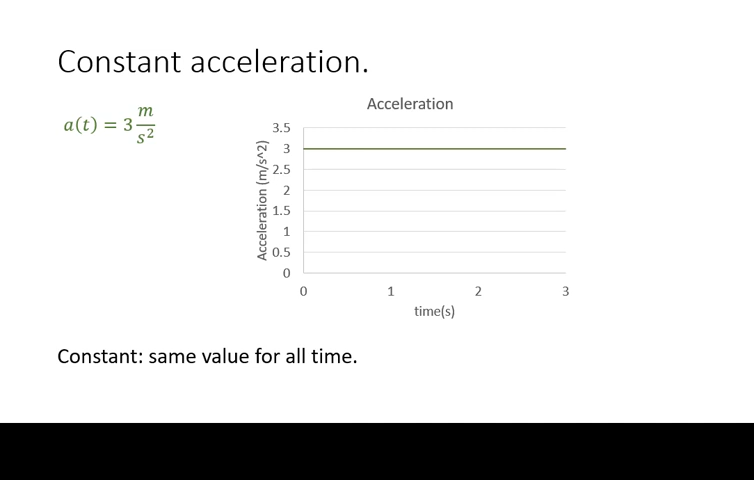 Constant acceleration.
a(t) = 3 m/s²
Acceleration
Acceleration (m/s^2)
3.5
3
2.5
2
1.5
1
0.5
0
0 1 2 3
time(s)
Constant: same value for all time.